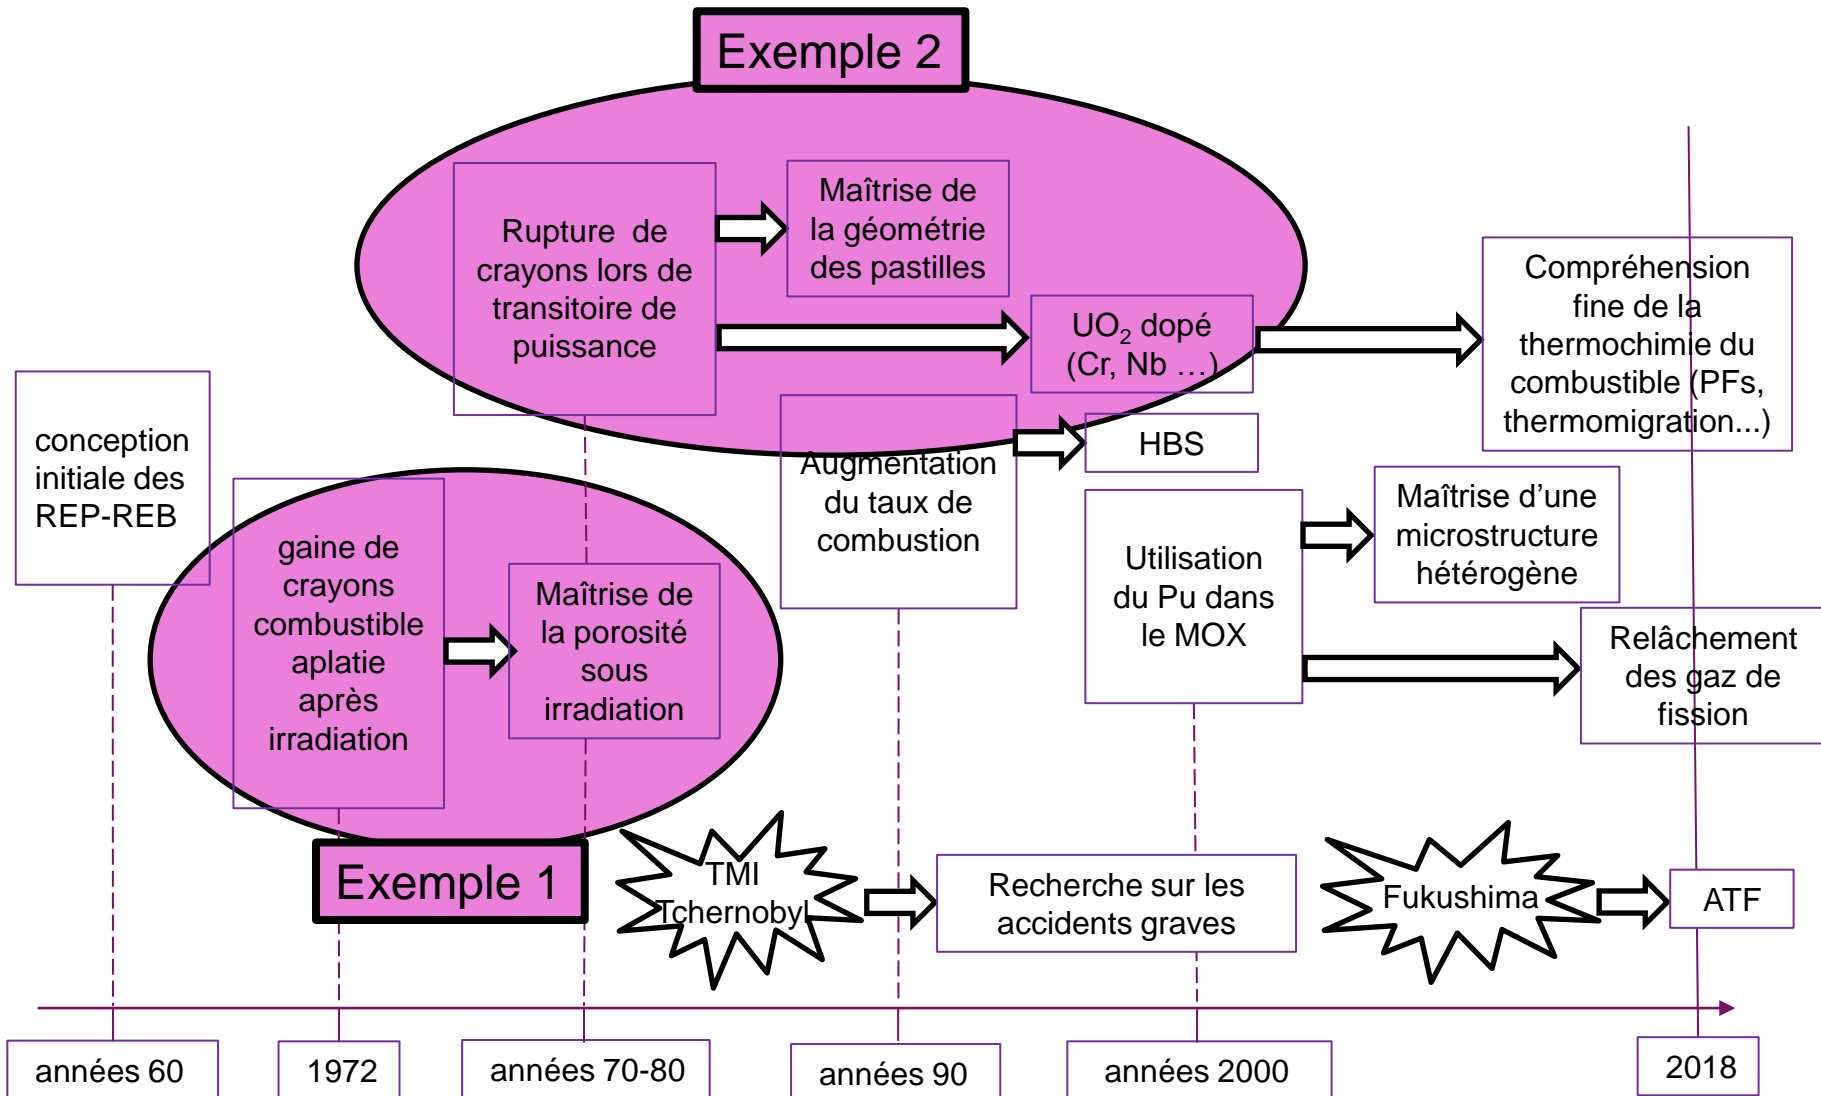 Exemple 2
Rupture de
crayons lors de
transitoire de
puissance
Maîtrise de
la géométrie
des pastilles
UO₂ dopé
(Cr, Nb …)
Compréhension
fine de la
thermochimie du
combustible (PFs,
thermomigration...)
conception
initiale des
REP-REB
gaine de
crayons
combustible
aplatie
après
irradiation
Maîtrise de
la porosité
sous
irradiation
Exemple 1
Augmentation
du taux de
combustion
HBS
Utilisation
du Pu dans
le MOX
Maîtrise d’une
microstructure
hétérogène
Relâchement
des gaz de
fission
TMI
Tchernobyl
Recherche sur les
accidents graves
Fukushima
ATF
années 60
1972
années 70-80
années 90
années 2000
2018